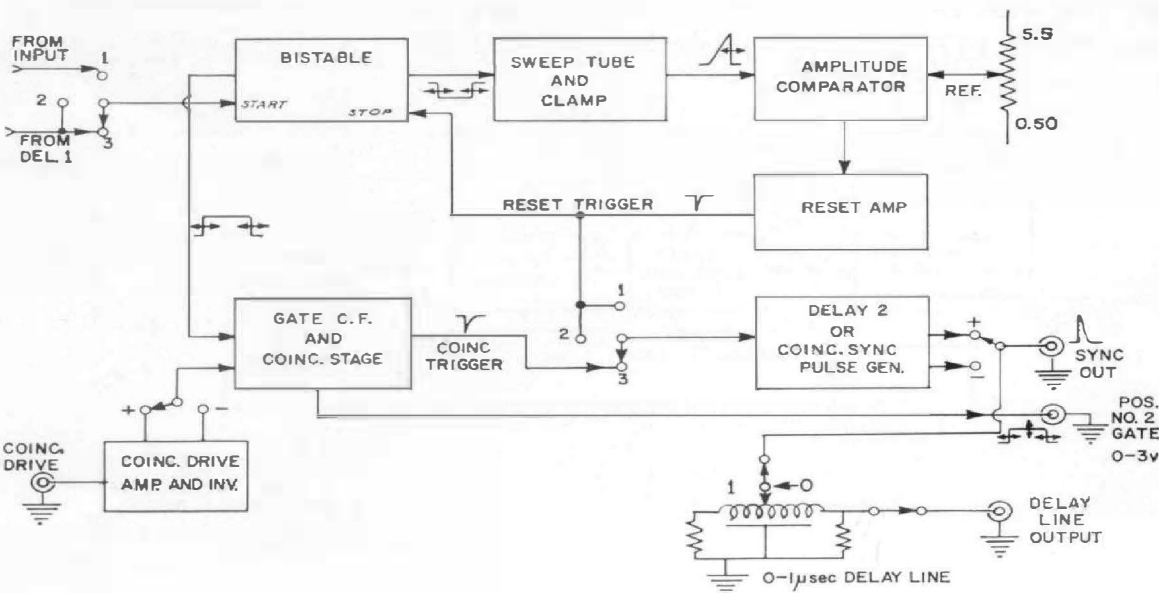 FROM
INPUT
1
2
3
FROM
DEL. 1
BISTABLE
START
STOP
SWEEP TUBE
AND
CLAMP
AMPLITUDE
COMPARATOR
REF.
5.5
0.50
RESET TRIGGER
RESET AMP
GATE C.F.
AND
COINC. STAGE
COINC
TRIGGER
1
2
3
DELAY 2
OR
COINC. SYNC
PULSE GEN.
+
-
SYNC
OUT
POS.
NO. 2
GATE
0-3v
+
-
COINC.
DRIVE
COINC. DRIVE
AMP. AND INV.
1
0
DELAY
LINE
OUTPUT
0-1μsec DELAY LINE